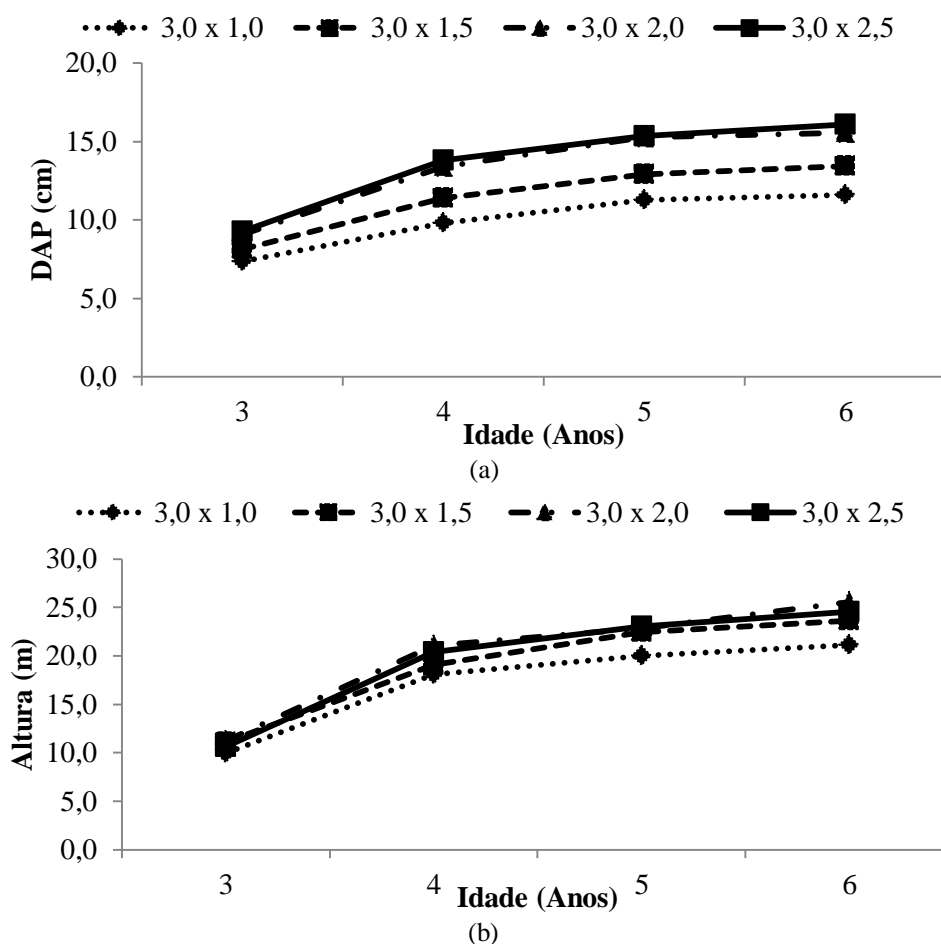 3,0 x 1,0 3,0 x 1,5 3,0 x 2,0 3,0 x 2,5
20,0
15,0
10,0
5,0
0,0
DAP (cm)
3 4 5 6
Idade (Anos)
(a)
3,0 x 1,0 3,0 x 1,5 3,0 x 2,0 3,0 x 2,5
30,0
25,0
20,0
15,0
10,0
5,0
0,0
Altura (m)
3 4 5 6
Idade (Anos)
(b)